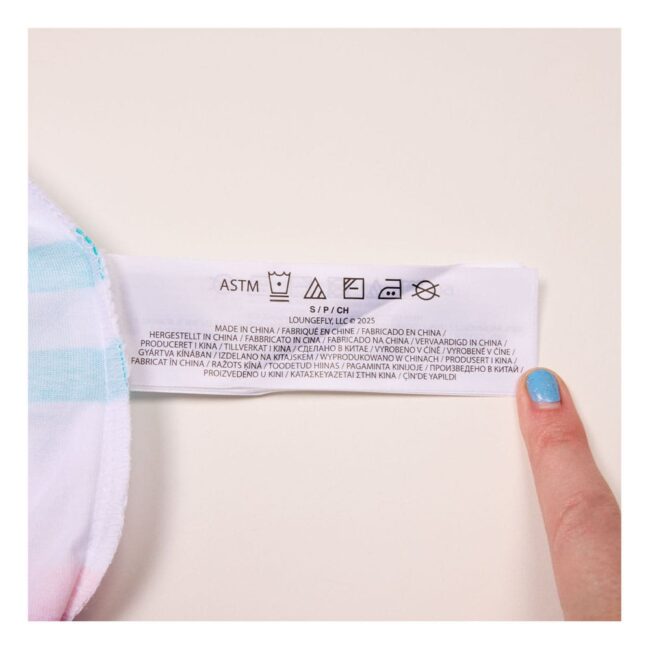 ASTM
S / P / CH
LOUNGEFLY, LLC © 2025
MADE IN CHINA / FABRIQUÉ EN CHINE / FABRICADO EN CHINA /
HERGESTELLT IN CHINA / FABBRICATO IN CINA / FABRICADO NA CHINA / VERVAARDIGD IN CHINA /
PRODUCERET I KINA / TILLVERKAT I KINA / СДЕЛАНО В КИТАЕ / VYROBENO V ČÍNĚ / VYROBENÉ V ČÍNE /
GYÁRTVA KÍNÁBAN / IZDELANO NA KITAJSKEM / WYPRODUKOWANO W CHINACH / PRODUSERT I KINA /
FABRICAT ÎN CHINA / RAŽOTS ĶĪNĀ / TOODETUD HIINAS / PAGAMINTA KINIJOJE / ПРОИЗВЕДЕНО В КИТАЙ /
PROIZVEDENO U KINI / ΚΑΤΑΣΚΕΥΑΖΕΤΑΙ ΣΤΗΝ ΚΙΝΑ / ÇİN'DE YAPILDI